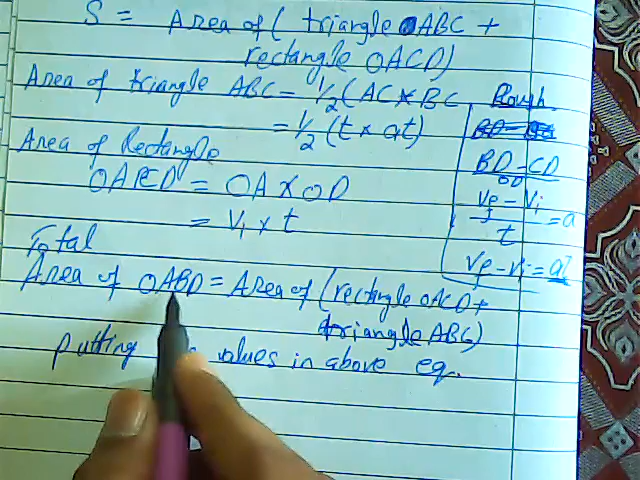 S = Area of ( triangle ABC +
rectangle OACD)
Area of triangle ABC = 1/2 (AC × BC
= 1/2 (t × at)
Area of Rectangle
OACD = OA × OD
= Vi × t
Total
Area of OABD = Area of (rectangle OACD +
triangle ABC)
putting values in above eq.
Rough
BD - CD
OD
Vf - Vi = a
t
Vf - Vi = at